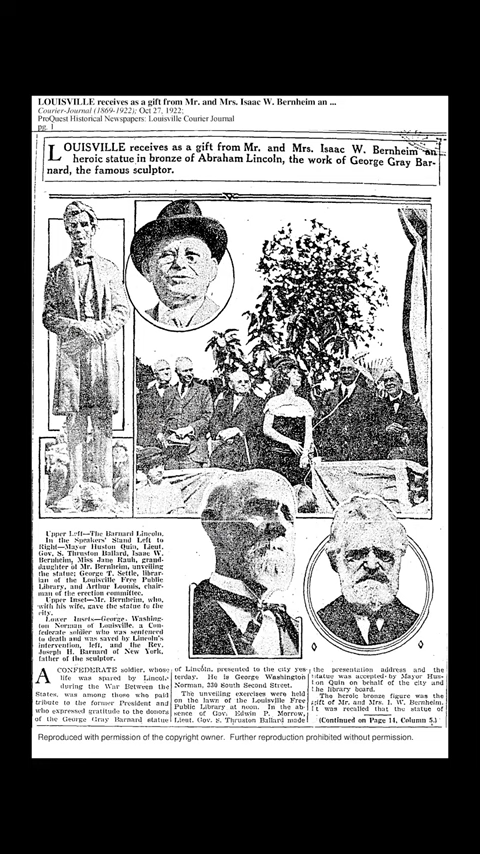 LOUISVILLE receives as a gift from Mr. and Mrs. Isaac W. Bernheim an ...
Courier-Journal (1869-1922); Oct 27, 1922;
ProQuest Historical Newspapers: Louisville Courier Journal
pg. 1
LOUISVILLE receives as a gift from Mr. and Mrs. Isaac W. Bernheim an
heroic statue in bronze of Abraham Lincoln, the work of George Gray Bar-
nard, the famous sculptor.
Upper Left—The Barnard Lincoln.
In the Speakers' Stand Left to
Right—Mayor Huston Quin, Lieut.
Gov. S. Thruston Ballard, Isaac W.
Bernheim, Miss Jane Rauh, grand-
daughter of Mr. Bernheim, unveiling
the statue; George T. Settle, librar-
ian of the Louisville Free Public
Library, and Arthur Loomis, chair-
man of the erection committee.
Upper Inset—Mr. Bernheim, who,
with his wife, gave the statue to the
city.
Lower Insets—George Washing-
ton Norman of Louisville, a Con-
federate soldier who was sentenced
to death and was saved by Lincoln's
intervention, left, and the Rev.
Joseph H. Barnard of New York,
father of the sculptor.
A CONFEDERATE soldier, whose
life was spared by Lincoln
during the War Between the
States, was among those who paid
tribute to the former President and
who expressed gratitude to the donors
of the George Gray Barnard statue
of Lincoln, presented to the city yes-
terday. He is George Washington
Norman, 330 South Second Street.
The unveiling exercises were held
on the lawn of the Louisville Free
Public Library at noon. In the ab-
sence of Gov. Edwin P. Morrow,
Lieut. Gov. S. Thruston Ballard made
the presentation address and the
statue was accepted by Mayor Hus-
ton Quin on behalf of the city and
the library board.
The heroic bronze figure was the
gift of Mr. and Mrs. I. W. Bernheim.
It was recalled that the statue of
(Continued on Page 14, Column 5.)
Reproduced with permission of the copyright owner. Further reproduction prohibited without permission.